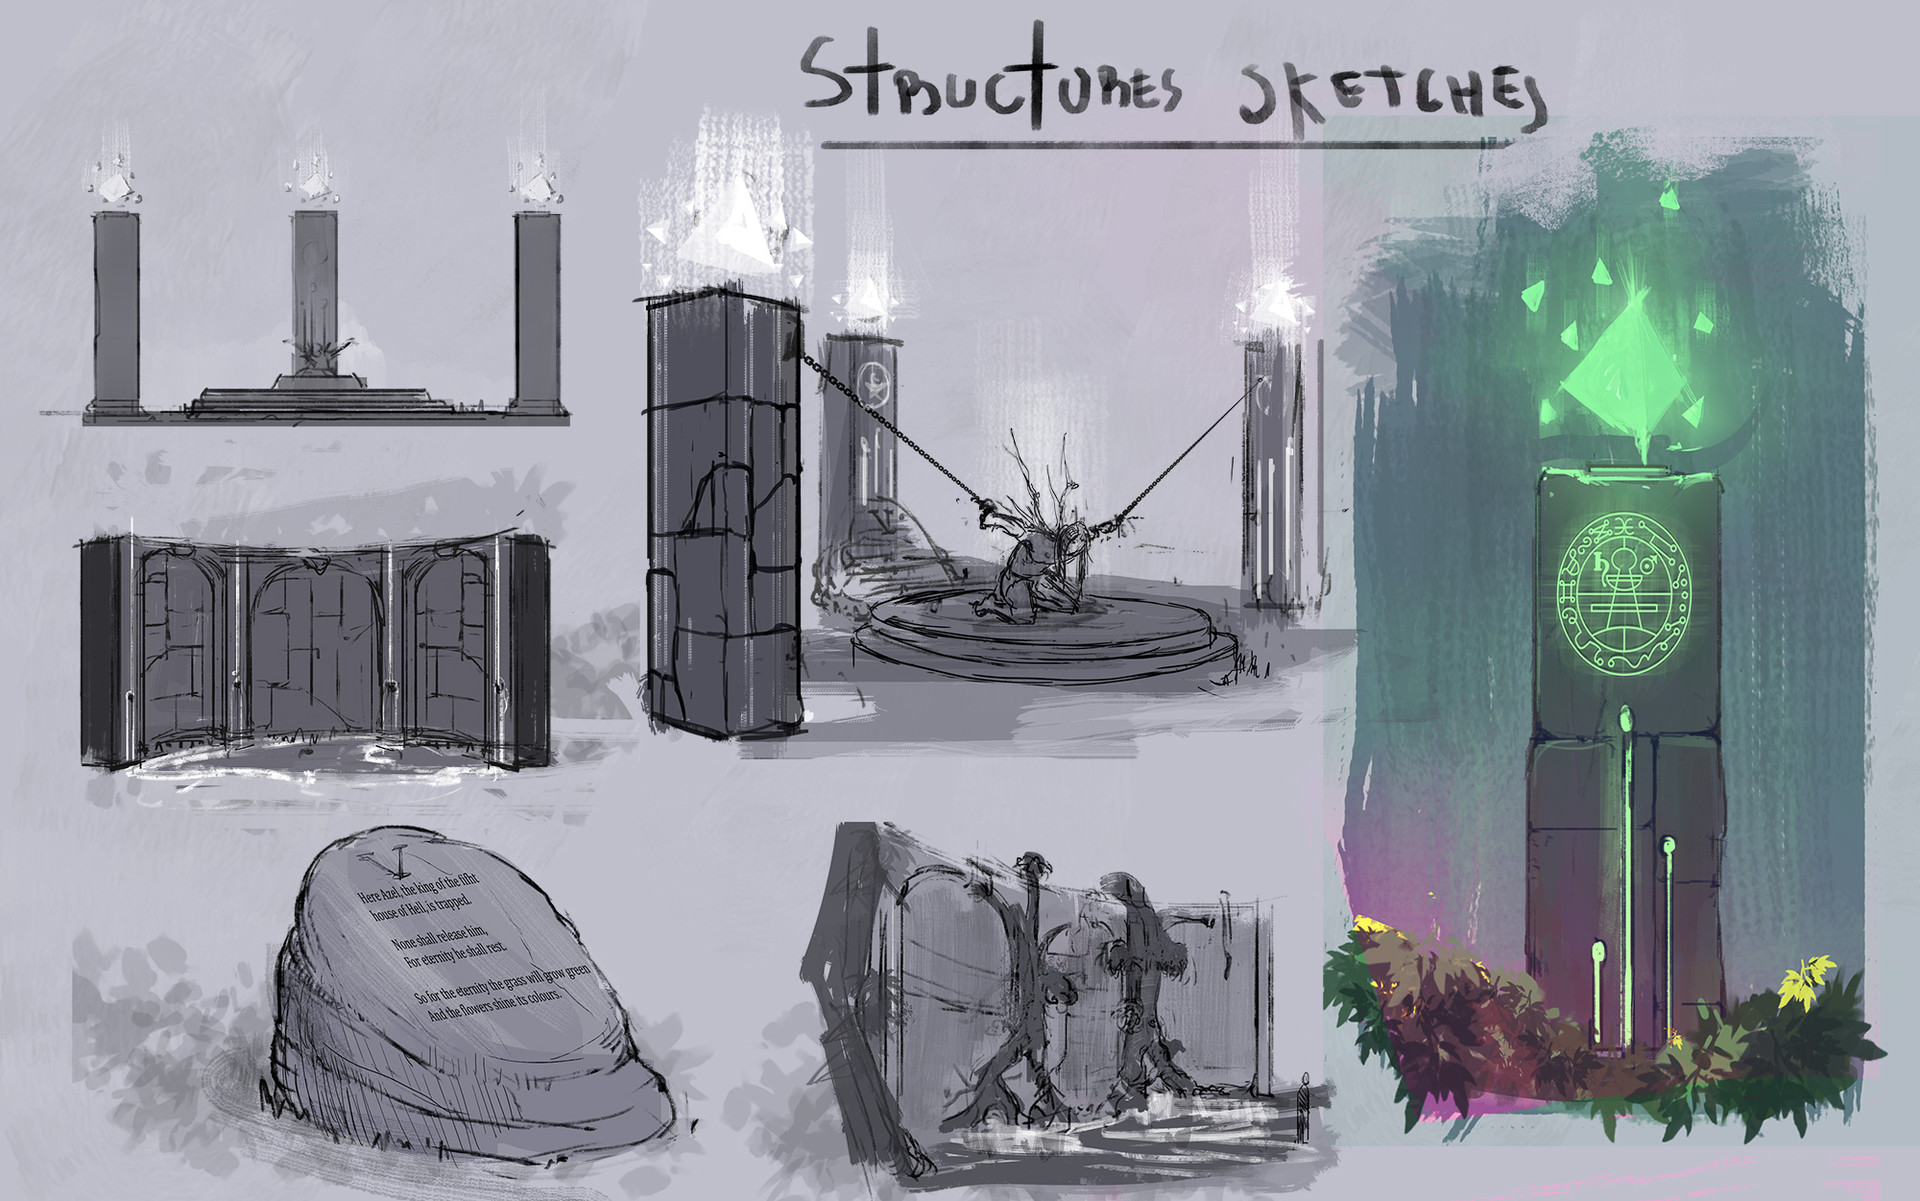 STRUCTURES SKETCHES
Here Azel, the king of the fifht
house of Hell, is trapped.
None shall release him,
For eternity he shall rest.
So for the eternity the grass will grow green
And the flowers shine its colours.